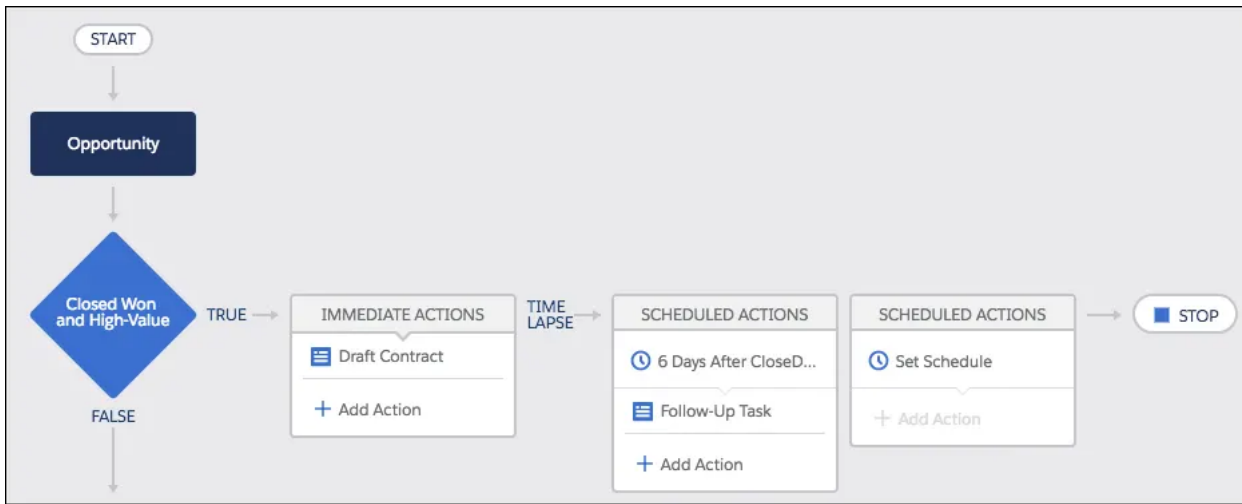 START
Opportunity
Closed Won
and High-Value
TRUE
FALSE
IMMEDIATE ACTIONS
Draft Contract
+ Add Action
TIME
LAPSE
SCHEDULED ACTIONS
6 Days After CloseD...
Follow-Up Task
+ Add Action
SCHEDULED ACTIONS
Set Schedule
+ Add Action
STOP